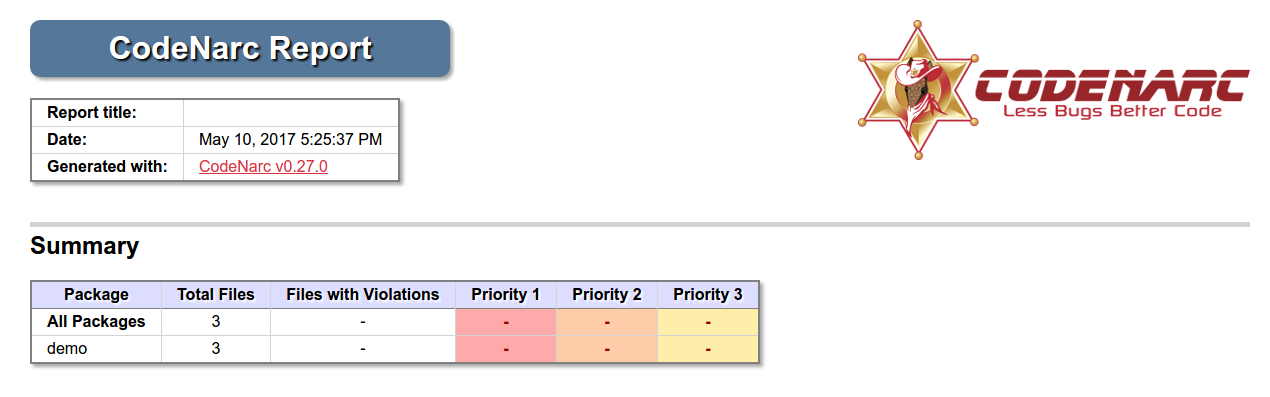 CodeNarc Report
CODENARC
Less Bugs Better Code
Report title:
Date: May 10, 2017 5:25:37 PM
Generated with: CodeNarc v0.27.0
Summary
Package Total Files Files with Violations Priority 1 Priority 2 Priority 3
All Packages 3 - - - -
demo 3 - - - -